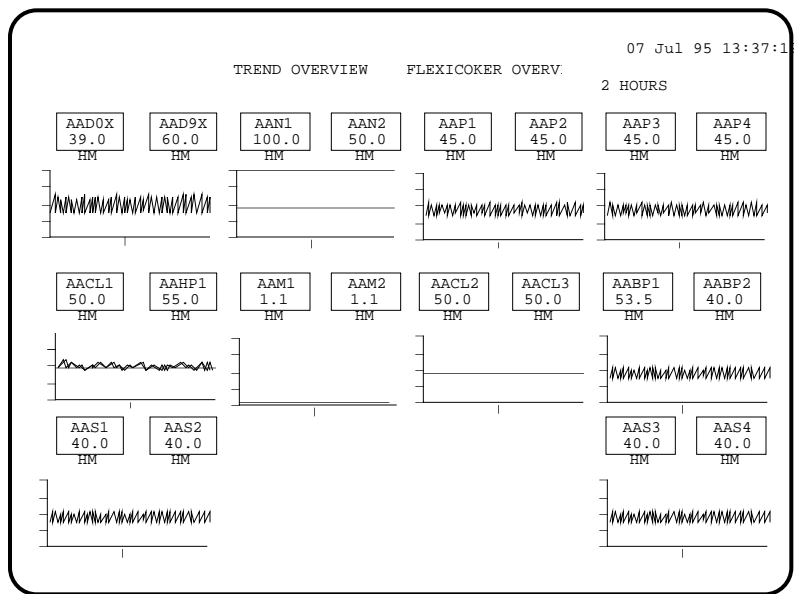 07 Jul 95 13:37:1
TREND OVERVIEW FLEXICOKER OVERV
2 HOURS
AAD0X AAD9X AAN1 AAN2 AAP1 AAP2 AAP3 AAP4
39.0 60.0 100.0 50.0 45.0 45.0 45.0 45.0
HM HM HM HM HM HM HM HM
AACL1 AAHP1 AAM1 AAM2 AACL2 AACL3 AABP1 AABP2
50.0 55.0 1.1 1.1 50.0 50.0 53.5 40.0
HM HM HM HM HM HM HM HM
AAS1 AAS2 AAS3 AAS4
40.0 40.0 40.0 40.0
HM HM HM HM